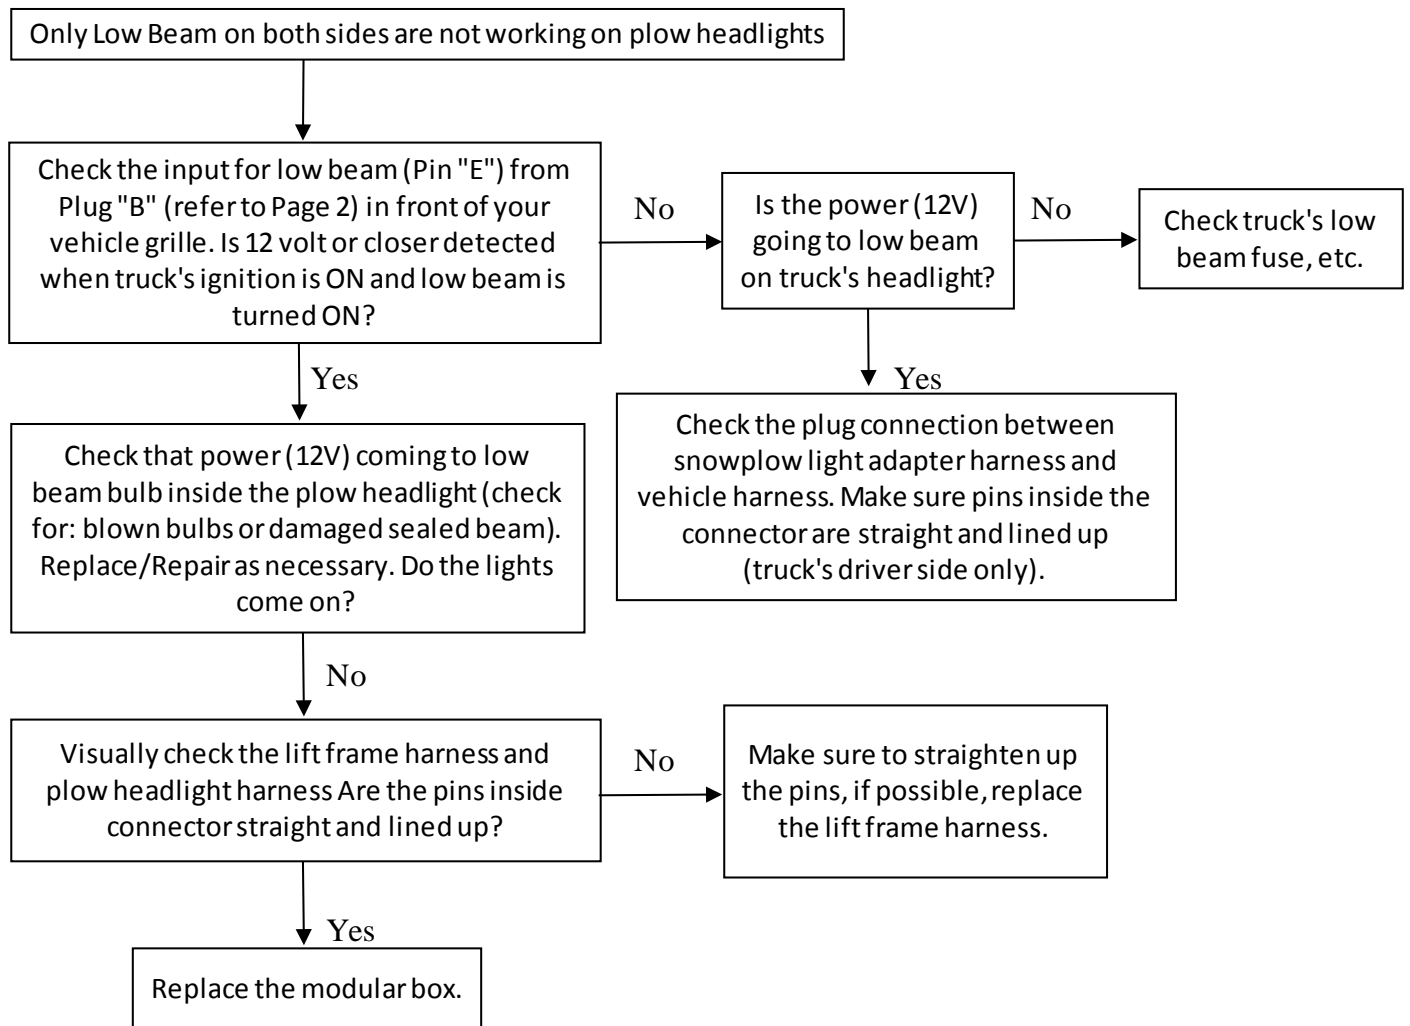 Only Low Beam on both sides are not working on plow headlights
Check the input for low beam (Pin "E") from
Plug "B" (refer to Page 2) in front of your
vehicle grille. Is 12 volt or closer detected
when truck's ignition is ON and low beam is
turned ON?
No
Is the power (12V)
going to low beam
on truck's headlight?
No
Check truck's low
beam fuse, etc.
Yes
Yes
Check that power (12V) coming to low
beam bulb inside the plow headlight (check
for: blown bulbs or damaged sealed beam).
Replace/Repair as necessary. Do the lights
come on?
Check the plug connection between
snowplow light adapter harness and
vehicle harness. Make sure pins inside the
connector are straight and lined up
(truck's driver side only).
No
Visually check the lift frame harness and
plow headlight harness Are the pins inside
connector straight and lined up?
No
Make sure to straighten up
the pins, if possible, replace
the lift frame harness.
Yes
Replace the modular box.